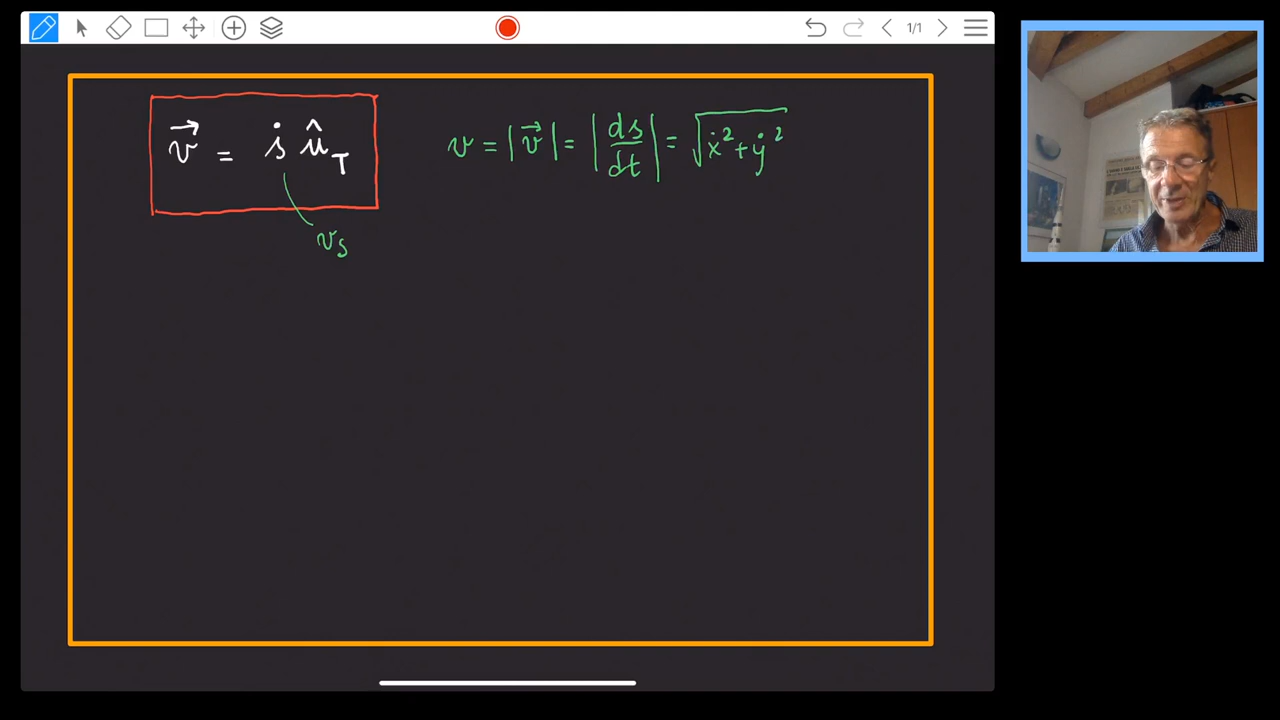 1/1
v⃗ = ṡ û_T
v = |v⃗| = |ds/dt| = √(ẋ² + ẏ²)
v_s